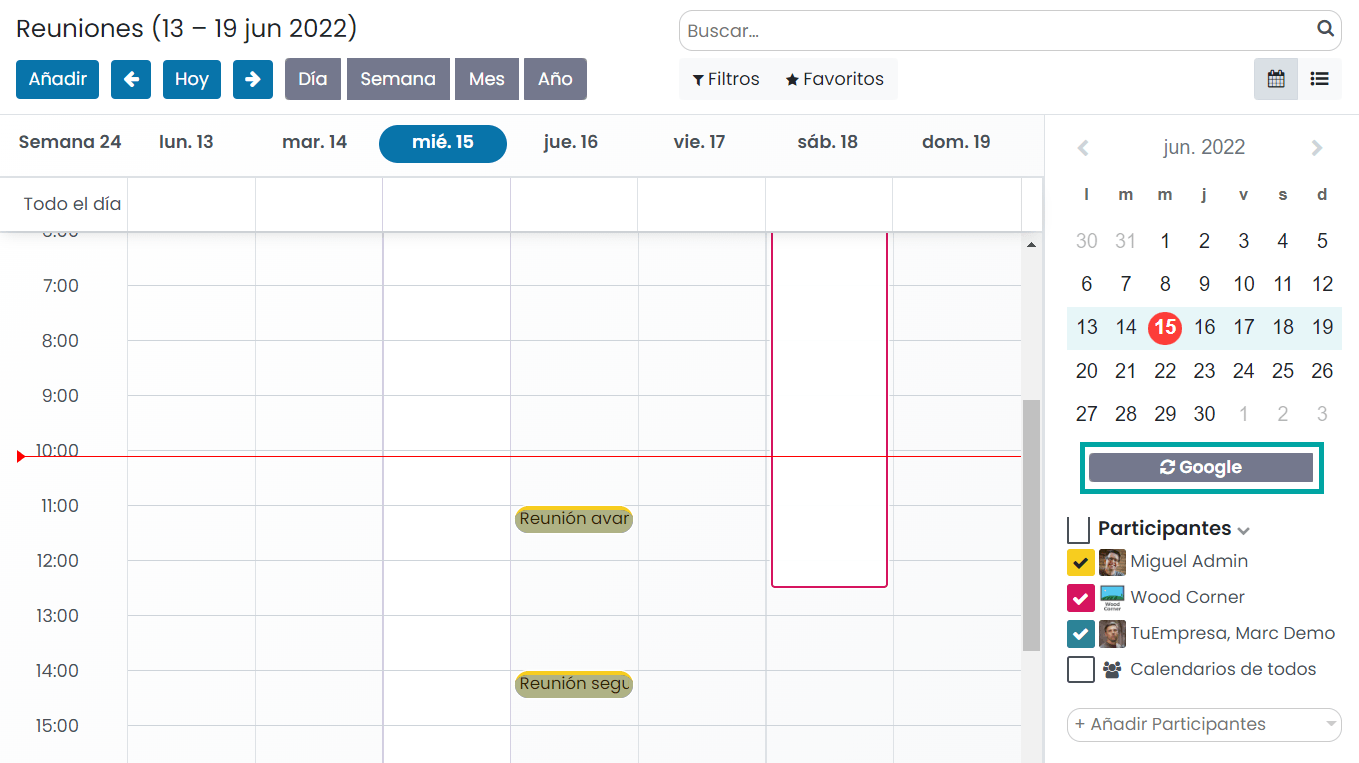 Reuniones (13 – 19 jun 2022)
Buscar...
Añadir Hoy Día Semana Mes Año
Filtros Favoritos
Semana 24 lun. 13 mar. 14 mié. 15 jue. 16 vie. 17 sáb. 18 dom. 19
Todo el día
7:00
8:00
9:00
10:00
11:00
12:00
13:00
14:00
15:00
Reunión avar
Reunión segu
jun. 2022
l m m j v s d
30 31 1 2 3 4 5
6 7 8 9 10 11 12
13 14 15 16 17 18 19
20 21 22 23 24 25 26
27 28 29 30 1 2 3
Google
Participantes
Miguel Admin
Wood Corner
Wood Corner
TuEmpresa, Marc Demo
Calendarios de todos
+ Añadir Participantes